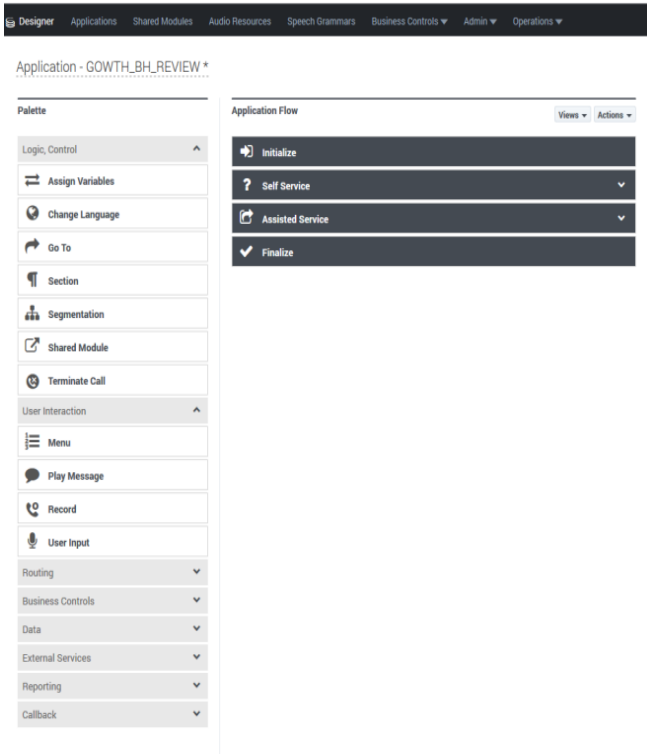 Designer Applications Shared Modules Audio Resources Speech Grammars Business Controls Admin Operations
Application - GOWTH_BH_REVIEW *
Palette
Logic, Control
Assign Variables
Change Language
Go To
Section
Segmentation
Shared Module
Terminate Call
User Interaction
Menu
Play Message
Record
User Input
Routing
Business Controls
Data
External Services
Reporting
Callback
Application Flow
Views Actions
Initialize
Self Service
Assisted Service
Finalize